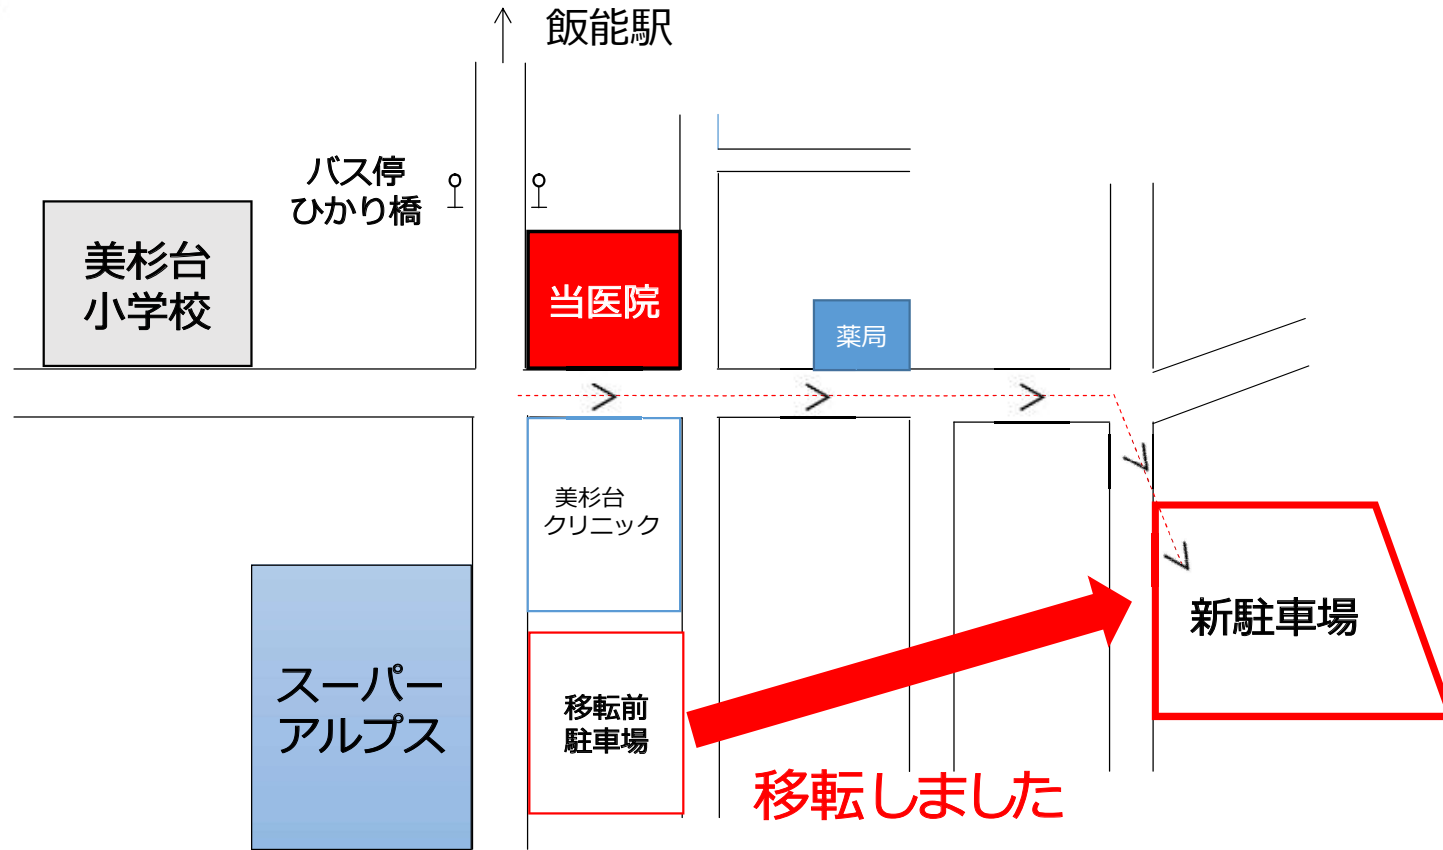 飯能駅
バス停
ひかり橋
美杉台
小学校
当医院
薬局
美杉台
クリニック
新駐車場
スーパー
アルプス
移転前
駐車場
移転しました